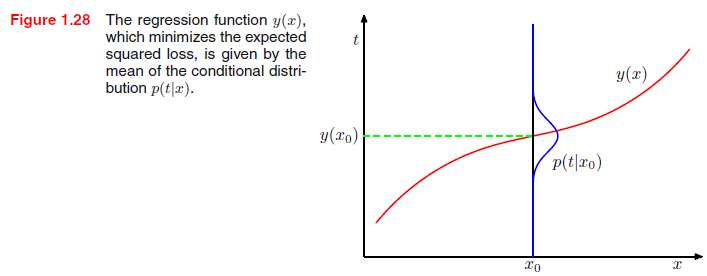 Figure 1.28 The regression function y(x),
which minimizes the expected
squared loss, is given by the
mean of the conditional distri-
bution p(t|x).
t
y(x)
y(x₀)
p(t|x₀)
x₀
x